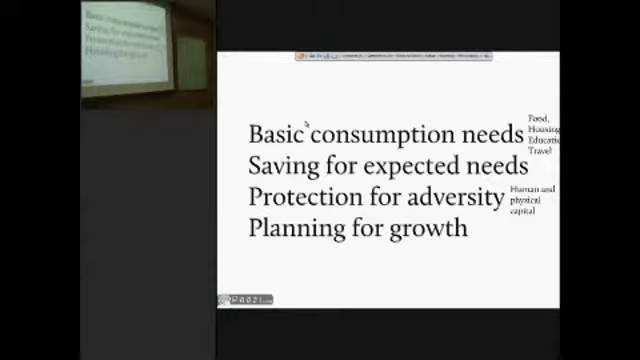 Basic consumption needs
Saving for expected needs
Protection for adversity
Planning for growth
Food,
Housing
Educatio
Travel
Human and
physical
capital